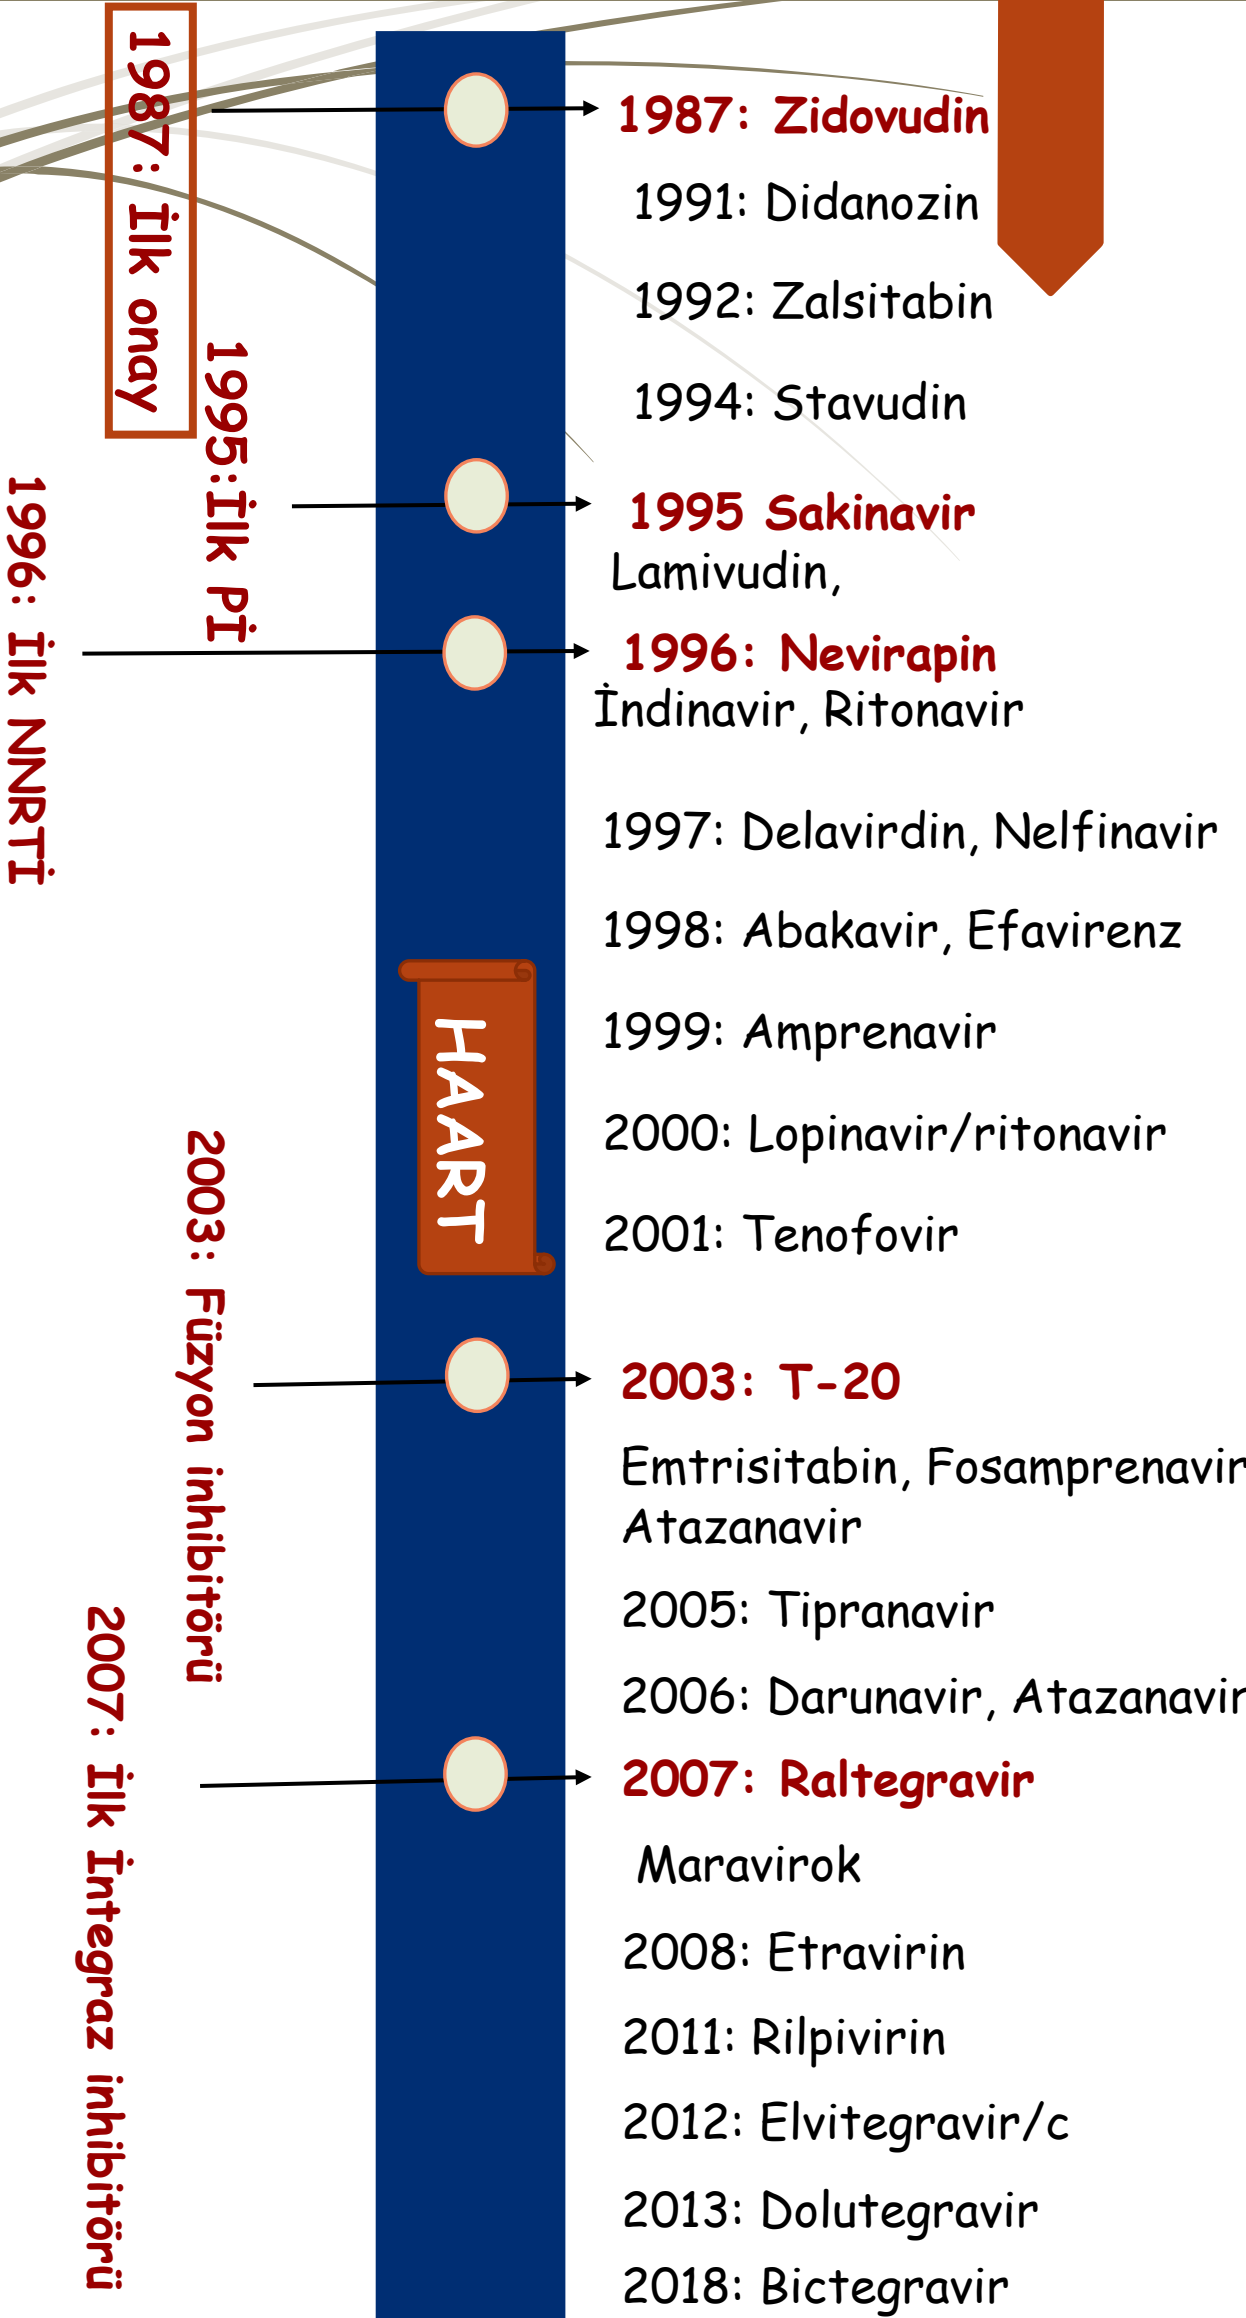 1987: İlk onay
1995:İlk Pİ
1996: İlk NNRTİ
HAART
2003: Füzyon inhibitörü
2007: İlk İntegraz inhibitörü
1987: Zidovudin
1991: Didanozin
1992: Zalsitabin
1994: Stavudin
1995 Sakinavir
Lamivudin,
1996: Nevirapin
İndinavir, Ritonavir
1997: Delavirdin, Nelfinavir
1998: Abakavir, Efavirenz
1999: Amprenavir
2000: Lopinavir/ritonavir
2001: Tenofovir
2003: T-20
Emtrisitabin, Fosamprenavir
Atazanavir
2005: Tipranavir
2006: Darunavir, Atazanavir
2007: Raltegravir
Maravirok
2008: Etravirin
2011: Rilpivirin
2012: Elvitegravir/c
2013: Dolutegravir
2018: Bictegravir